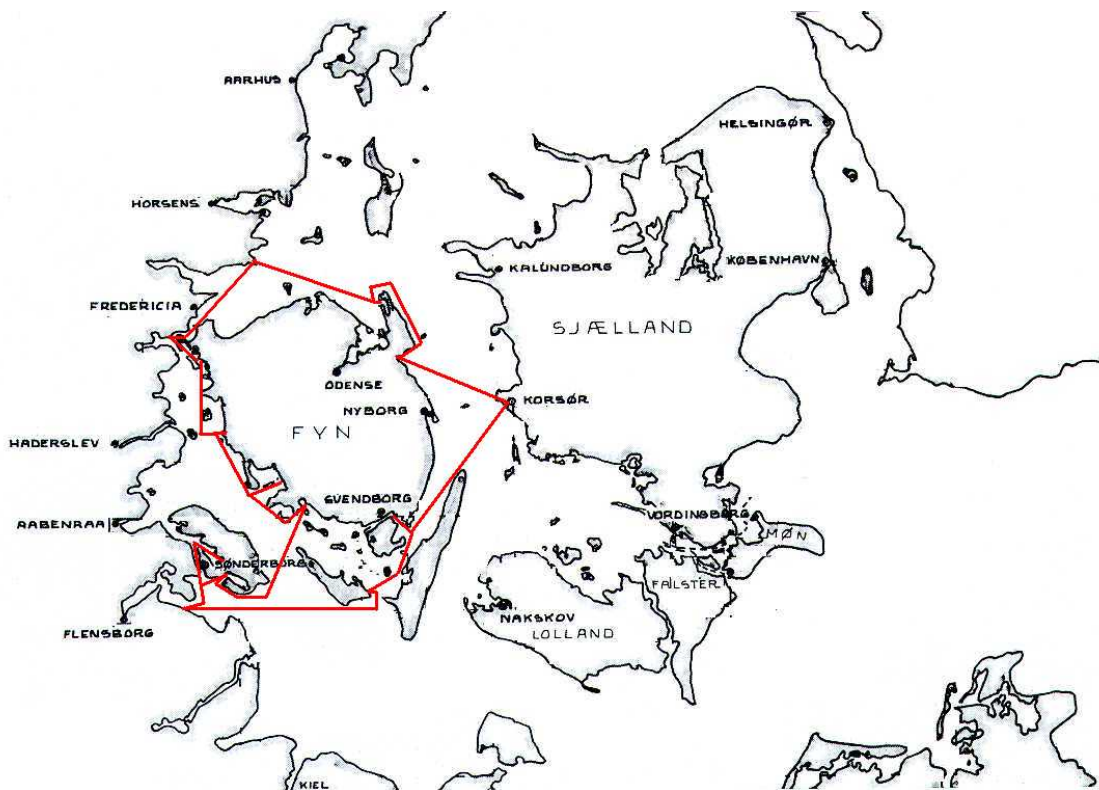 AARHUS
HELSINGØR
HORSENS
KALUNDBORG
KØBENHAVN
FREDERICIA
SJÆLLAND
ODENSE
NYBORG
KORSØR
FYN
HADERSLEV
SVENDBORG
VORDINGBORG
AABENRAA
MØN
SØNDERBORG
FALSTER
NAKSKOV
LOLLAND
FLENSBORG
KIEL